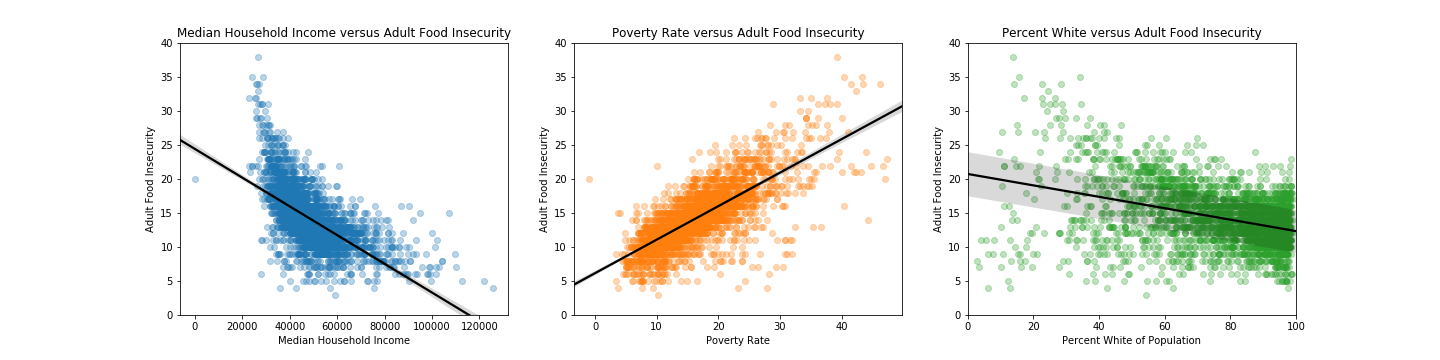 Median Household Income versus Adult Food Insecurity
40
35
30
25
20
15
10
5
0
Adult Food Insecurity
0 20000 40000 60000 80000 100000 120000
Median Household Income
Poverty Rate versus Adult Food Insecurity
40
35
30
25
20
15
10
5
0
Adult Food Insecurity
0 10 20 30 40
Poverty Rate
Percent White versus Adult Food Insecurity
40
35
30
25
20
15
10
5
0
Adult Food Insecurity
0 20 40 60 80 100
Percent White of Population